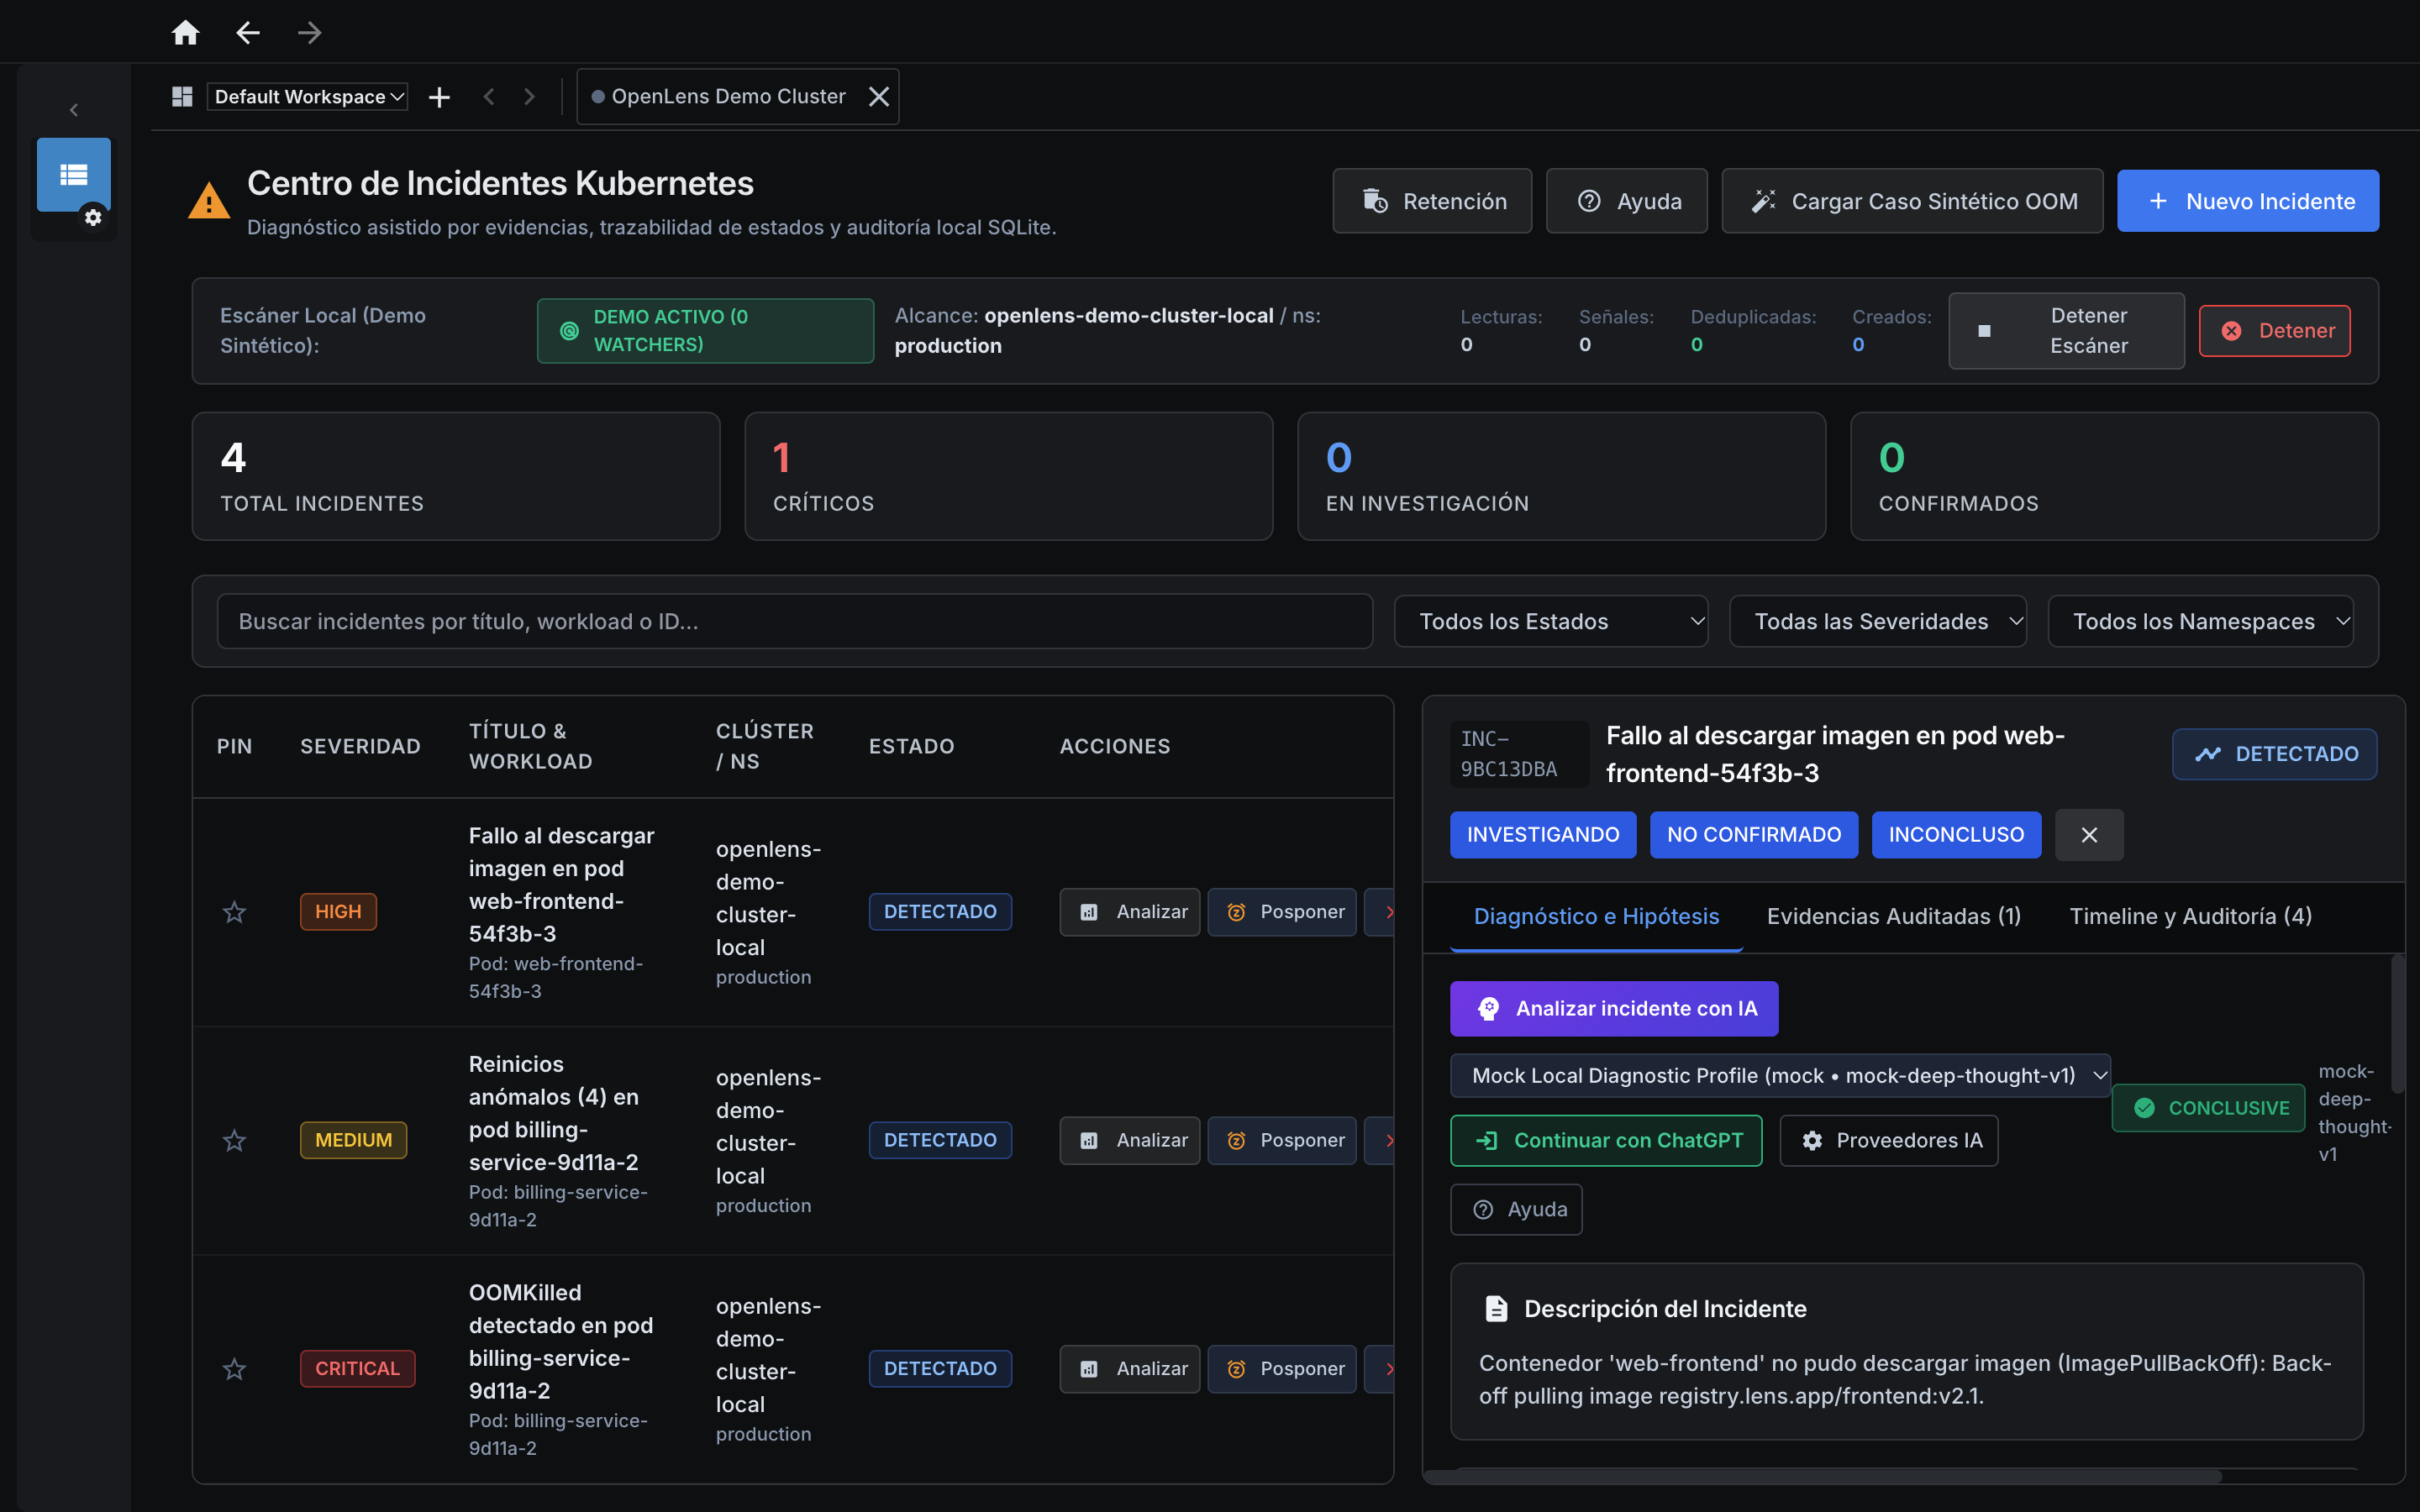 Default Workspace
OpenLens Demo Cluster
Centro de Incidentes Kubernetes
Diagnóstico asistido por evidencias, trazabilidad de estados y auditoría local SQLite.
Retención
Ayuda
Cargar Caso Sintético OOM
Nuevo Incidente
Escáner Local (Demo
Sintético):
DEMO ACTIVO (0
WATCHERS)
Alcance: openlens-demo-cluster-local / ns:
production
Lecturas:
0
Señales:
0
Deduplicadas:
0
Creados:
0
Detener
Escáner
Detener
4
TOTAL INCIDENTES
1
CRÍTICOS
0
EN INVESTIGACIÓN
0
CONFIRMADOS
Buscar incidentes por título, workload o ID...
Todos los Estados
Todas las Severidades
Todos los Namespaces
PIN
SEVERIDAD
TÍTULO &
WORKLOAD
CLÚSTER
/ NS
ESTADO
ACCIONES
HIGH
Fallo al descargar
imagen en pod
web-frontend-
54f3b-3
Pod: web-frontend-
54f3b-3
openlens-
demo-
cluster-
local
production
DETECTADO
Analizar
Posponer
MEDIUM
Reinicios
anómalos (4) en
pod billing-
service-9d11a-2
Pod: billing-service-
9d11a-2
openlens-
demo-
cluster-
local
production
DETECTADO
Analizar
Posponer
CRITICAL
OOMKilled
detectado en pod
billing-service-
9d11a-2
Pod: billing-service-
9d11a-2
openlens-
demo-
cluster-
local
production
DETECTADO
Analizar
Posponer
INC-
9BC13DBA
Fallo al descargar imagen en pod web-
frontend-54f3b-3
DETECTADO
INVESTIGANDO
NO CONFIRMADO
INCONCLUSO
Diagnóstico e Hipótesis
Evidencias Auditadas (1)
Timeline y Auditoría (4)
Analizar incidente con IA
Mock Local Diagnostic Profile (mock • mock-deep-thought-v1)
Continuar con ChatGPT
Proveedores IA
Ayuda
CONCLUSIVE
mock-
deep-
thought-
v1
Descripción del Incidente
Contenedor 'web-frontend' no pudo descargar imagen (ImagePullBackOff): Back-
off pulling image registry.lens.app/frontend:v2.1.